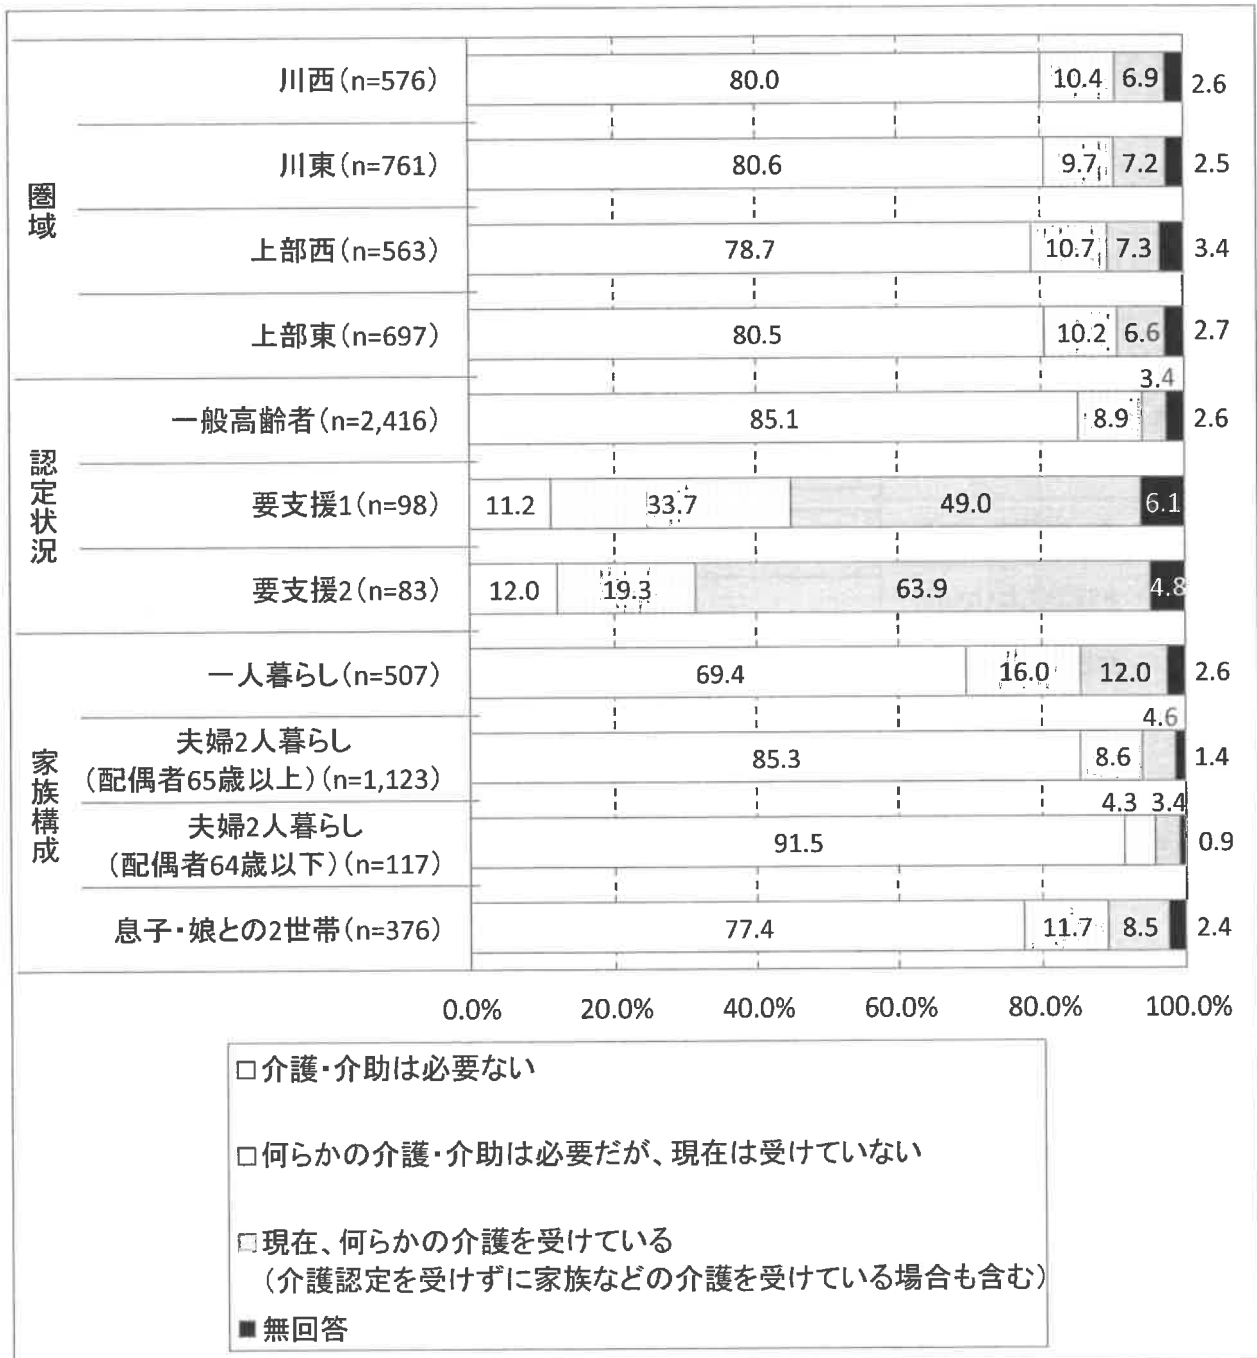 圏域
川西(n=576) 80.0 10.4 6.9 2.6
川東(n=761) 80.6 9.7 7.2 2.5
上部西(n=563) 78.7 10.7 7.3 3.4
上部東(n=697) 80.5 10.2 6.6 2.7
認定状況
3.4
一般高齢者(n=2,416) 85.1 8.9 2.6
要支援1(n=98) 11.2 33.7 49.0 6.1
要支援2(n=83) 12.0 19.3 63.9 4.8
家族構成
一人暮らし(n=507) 69.4 16.0 12.0 2.6
4.6
夫婦2人暮らし
(配偶者65歳以上)(n=1,123) 85.3 8.6 1.4
4.3 3.4
夫婦2人暮らし
(配偶者64歳以下)(n=117) 91.5 0.9
息子・娘との2世帯(n=376) 77.4 11.7 8.5 2.4
0.0% 20.0% 40.0% 60.0% 80.0% 100.0%
介護・介助は必要ない
何らかの介護・介助は必要だが、現在は受けていない
現在、何らかの介護を受けている
(介護認定を受けずに家族などの介護を受けている場合も含む)
無回答